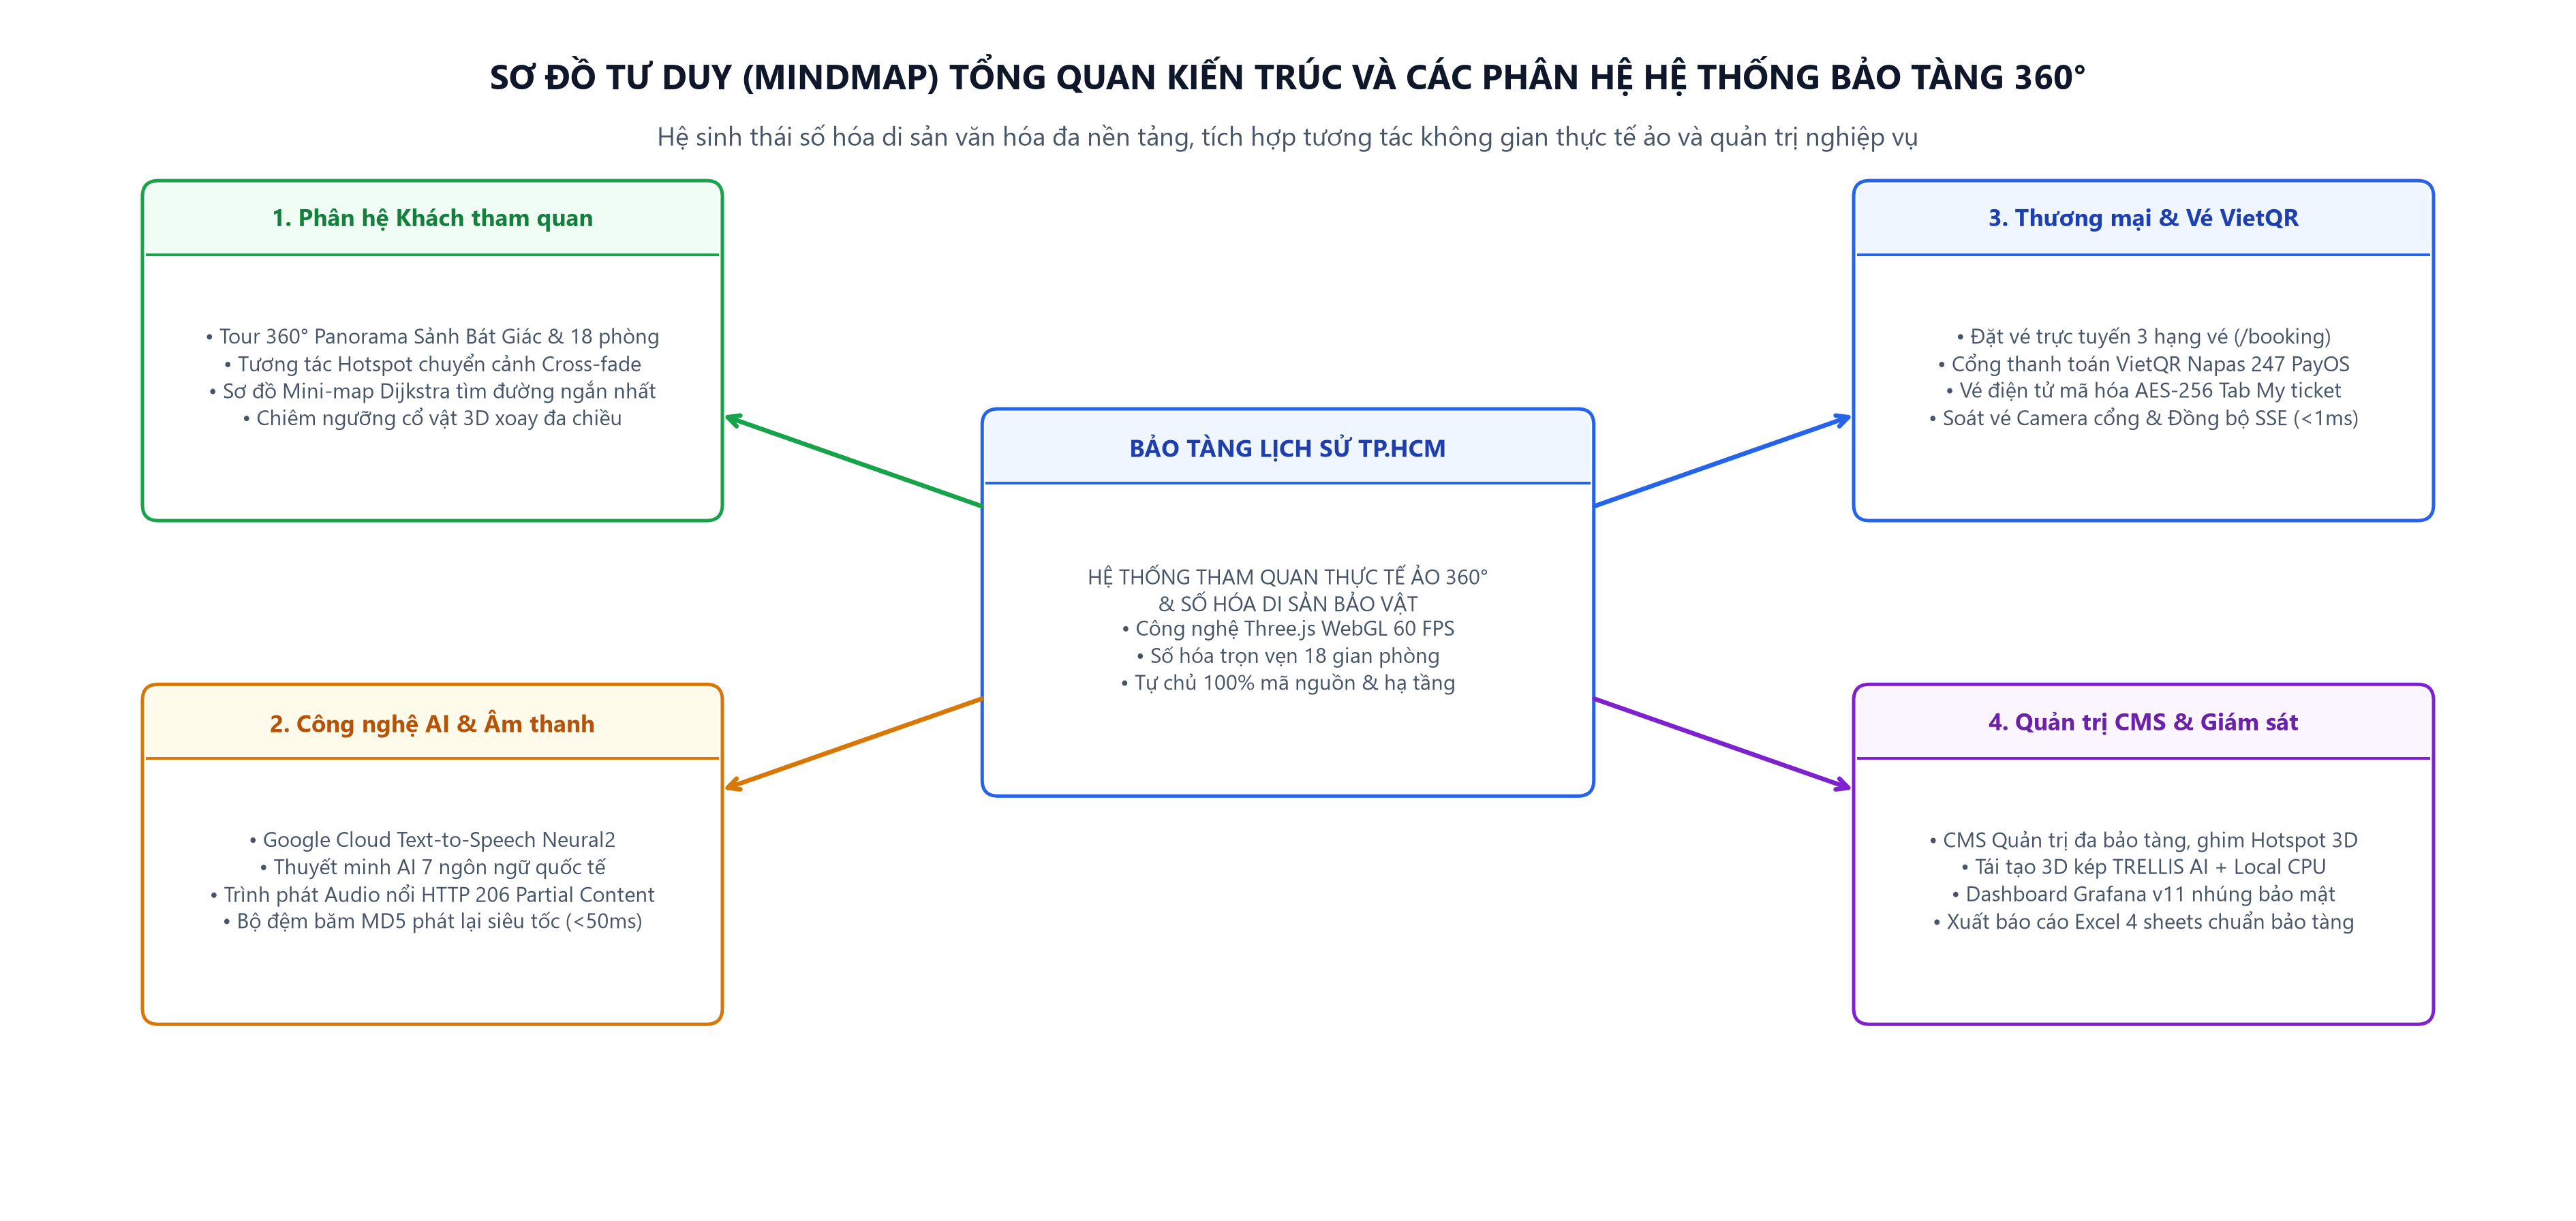 SƠ ĐỒ TƯ DUY (MINDMAP) TỔNG QUAN KIẾN TRÚC VÀ CÁC PHÂN HỆ HỆ THỐNG BẢO TÀNG 360°
Hệ sinh thái số hóa di sản văn hóa đa nền tảng, tích hợp tương tác không gian thực tế ảo và quản trị nghiệp vụ
1. Phân hệ Khách tham quan
• Tour 360° Panorama Sảnh Bát Giác & 18 phòng
• Tương tác Hotspot chuyển cảnh Cross-fade
• Sơ đồ Mini-map Dijkstra tìm đường ngắn nhất
• Chiêm ngưỡng cổ vật 3D xoay đa chiều
2. Công nghệ AI & Âm thanh
• Google Cloud Text-to-Speech Neural2
• Thuyết minh AI 7 ngôn ngữ quốc tế
• Trình phát Audio nổi HTTP 206 Partial Content
• Bộ đệm băm MD5 phát lại siêu tốc (<50ms)
BẢO TÀNG LỊCH SỬ TP.HCM
HỆ THỐNG THAM QUAN THỰC TẾ ẢO 360°
& SỐ HÓA DI SẢN BẢO VẬT
• Công nghệ Three.js WebGL 60 FPS
• Số hóa trọn vẹn 18 gian phòng
• Tự chủ 100% mã nguồn & hạ tầng
3. Thương mại & Vé VietQR
• Đặt vé trực tuyến 3 hạng vé (/booking)
• Cổng thanh toán VietQR Napas 247 PayOS
• Vé điện tử mã hóa AES-256 Tab My ticket
• Soát vé Camera cổng & Đồng bộ SSE (<1ms)
4. Quản trị CMS & Giám sát
• CMS Quản trị đa bảo tàng, ghim Hotspot 3D
• Tái tạo 3D kép TRELLIS AI + Local CPU
• Dashboard Grafana v11 nhúng bảo mật
• Xuất báo cáo Excel 4 sheets chuẩn bảo tàng